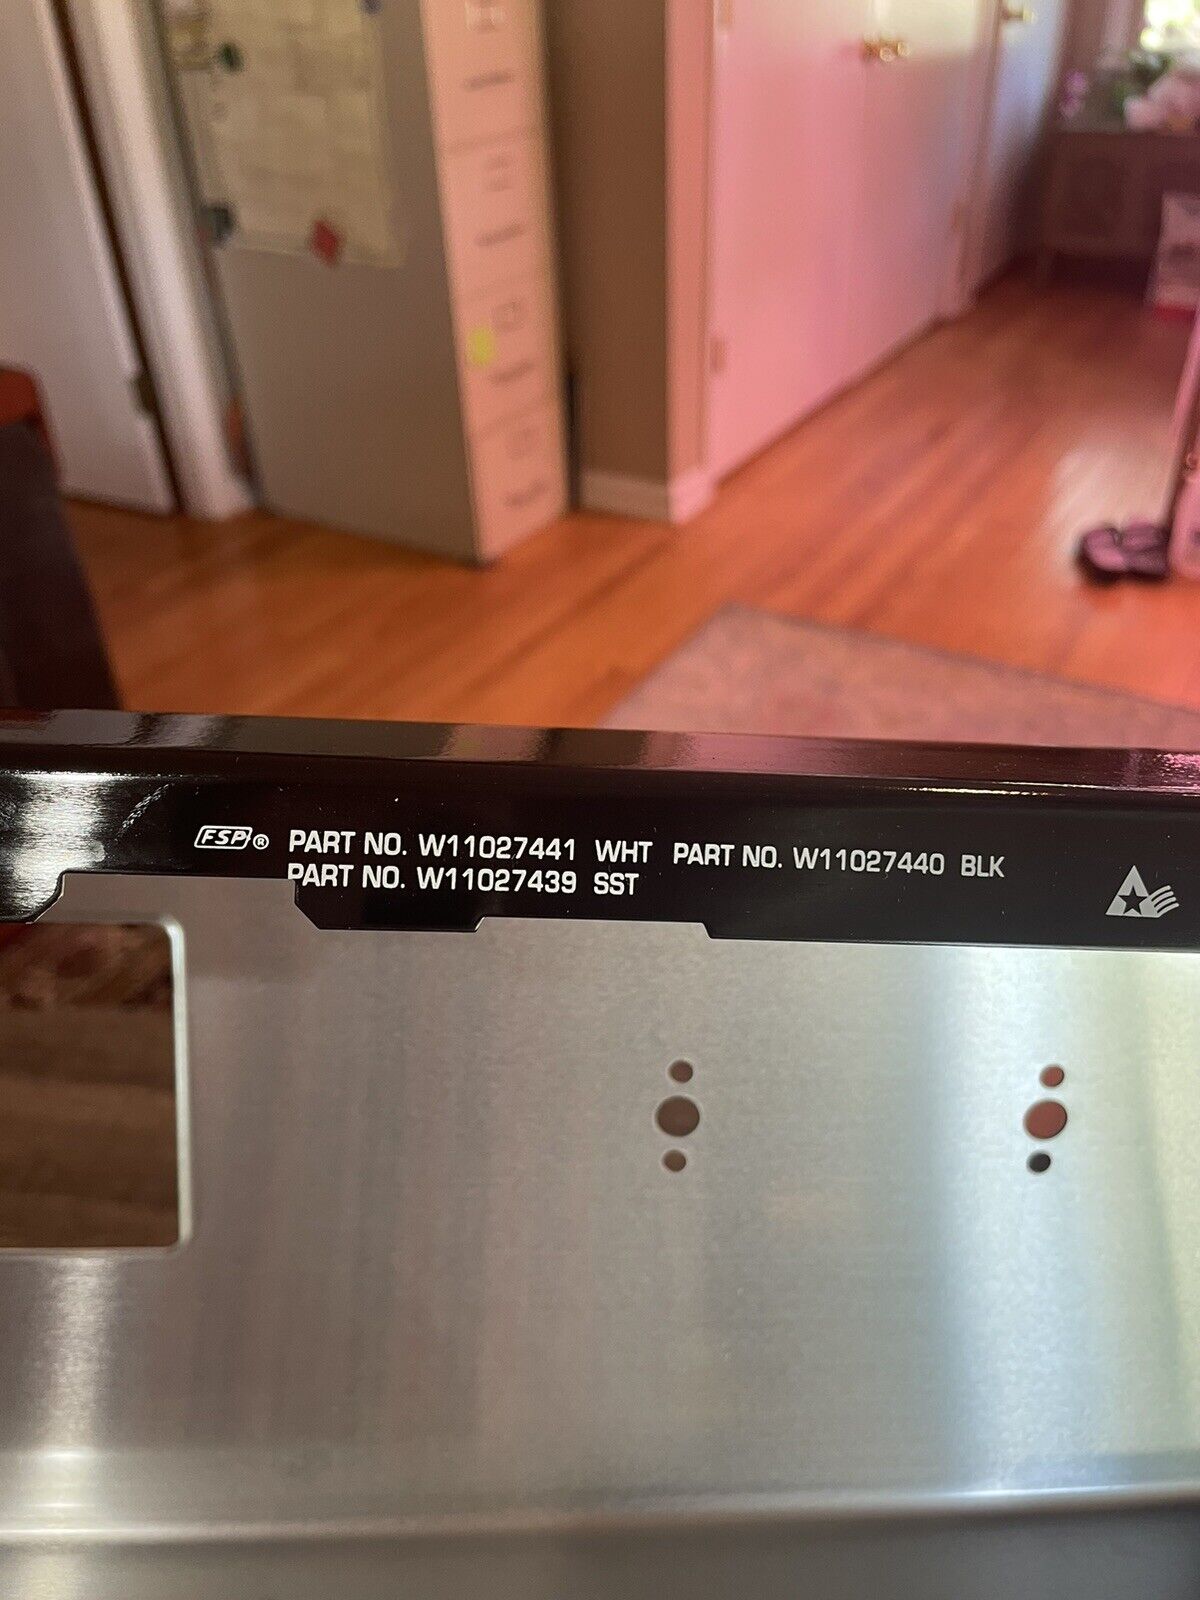 FSP® PART NO. W11027441 WHT PART NO. W11027440 BLK
PART NO. W11027439 SST